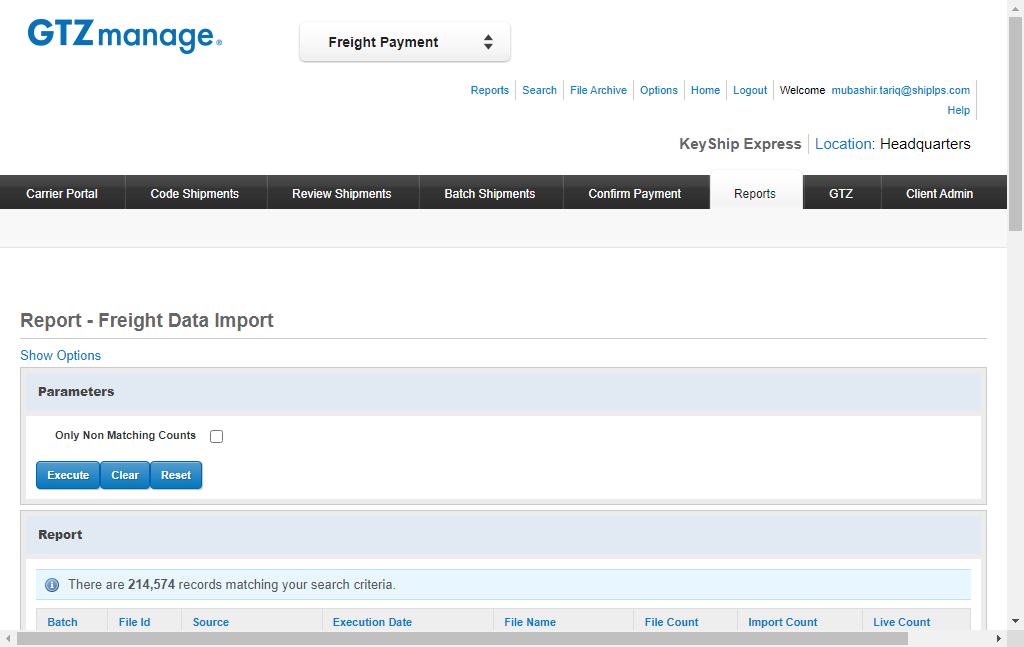 GTZmanage®
Freight Payment
Reports Search File Archive Options Home Logout Welcome mubashir.tariq@shiplps.com
Help
KeyShip Express Location: Headquarters
Carrier Portal Code Shipments Review Shipments Batch Shipments Confirm Payment Reports GTZ Client Admin
Report - Freight Data Import
Show Options
Parameters
Only Non Matching Counts
Execute Clear Reset
Report
There are 214,574 records matching your search criteria.
Batch File Id Source Execution Date File Name File Count Import Count Live Count